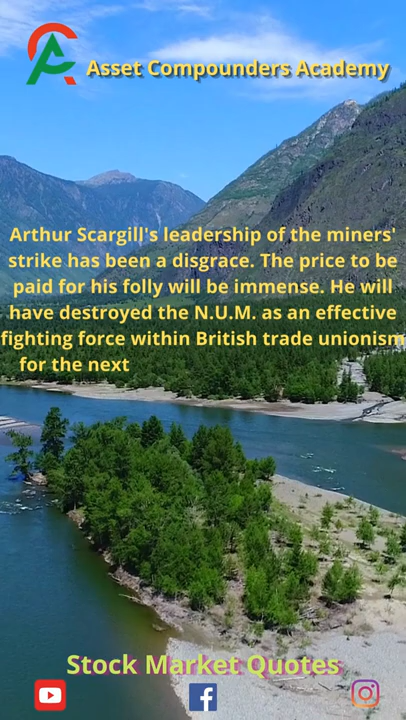 Asset Compounders Academy
Arthur Scargill's leadership of the miners'
strike has been a disgrace. The price to be
paid for his folly will be immense. He will
have destroyed the N.U.M. as an effective
fighting force within British trade unionism
for the next
Stock Market Quotes